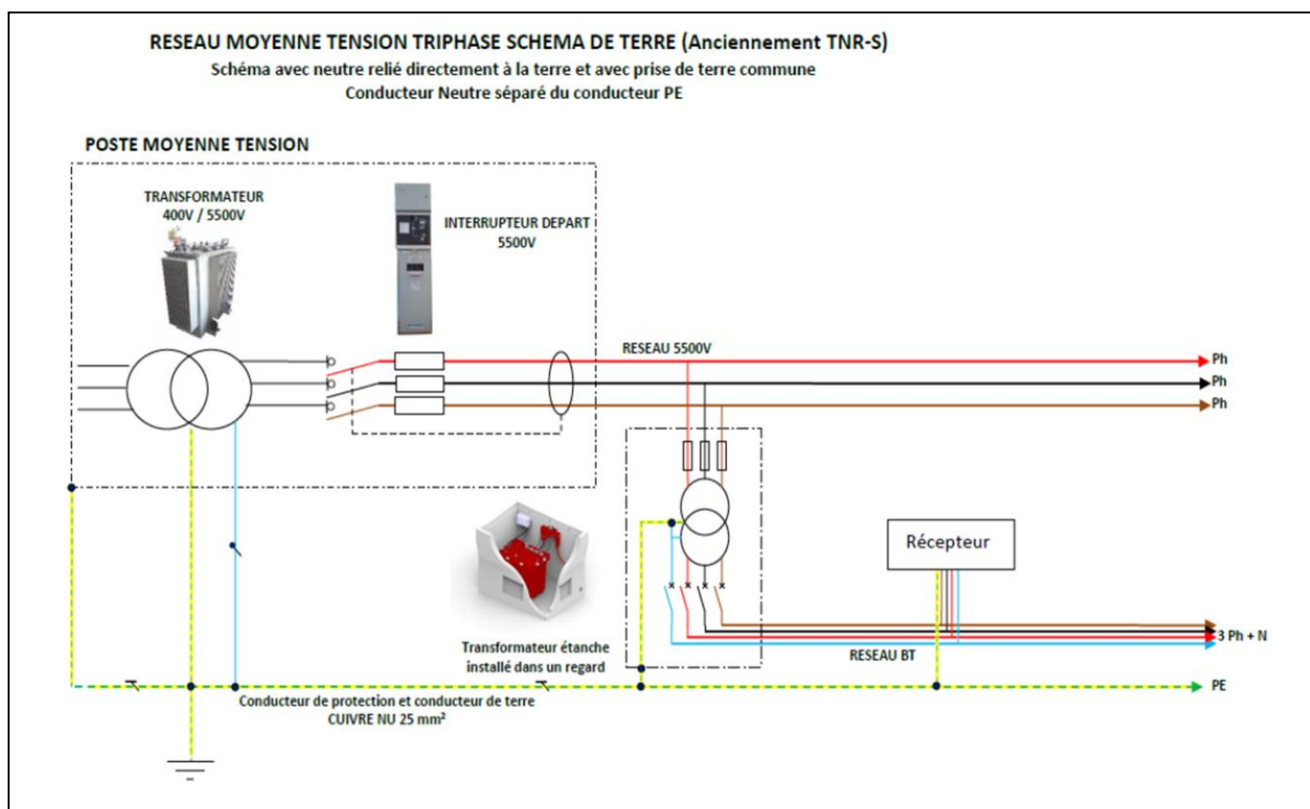 RESEAU MOYENNE TENSION TRIPHASE SCHEMA DE TERRE (Anciennement TNR-S)
Schéma avec neutre relié directement à la terre et avec prise de terre commune
Conducteur Neutre séparé du conducteur PE
POSTE MOYENNE TENSION
TRANSFORMATEUR
400V / 5500V
INTERRUPTEUR DEPART
5500V
RESEAU 5500V
Ph
Ph
Ph
Récepteur
3 Ph + N
RESEAU BT
Transformateur étanche
installé dans un regard
PE
Conducteur de protection et conducteur de terre
CUIVRE NU 25 mm²